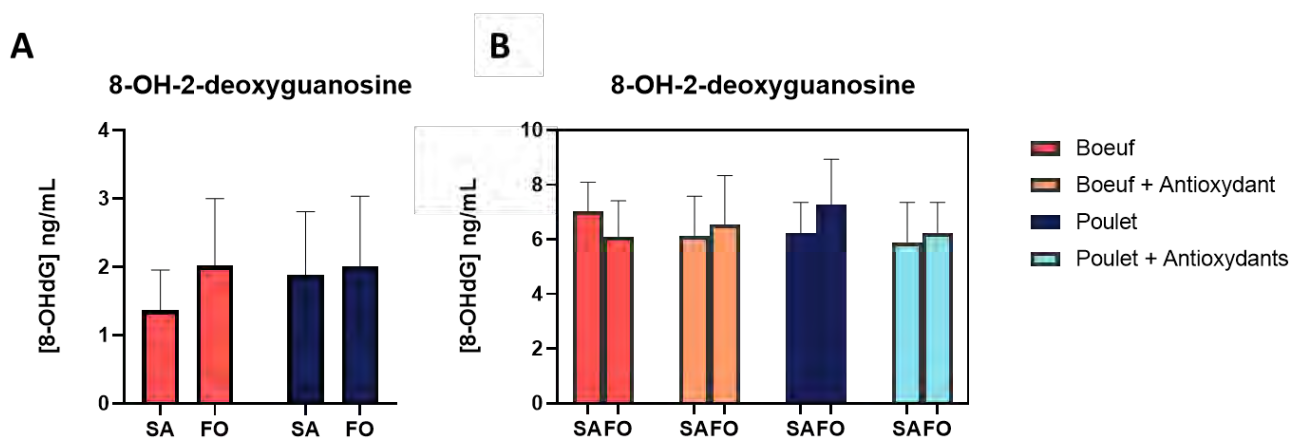 A
8-OH-2-deoxyguanosine
[8-OHdG] ng/mL
4
3
2
1
0
SA FO SA FO
B
8-OH-2-deoxyguanosine
[8-OHdG] ng/mL
10
8
6
4
2
0
SAFO SAFO SAFO SAFO
Boeuf
Boeuf + Antioxydant
Poulet
Poulet + Antioxydants